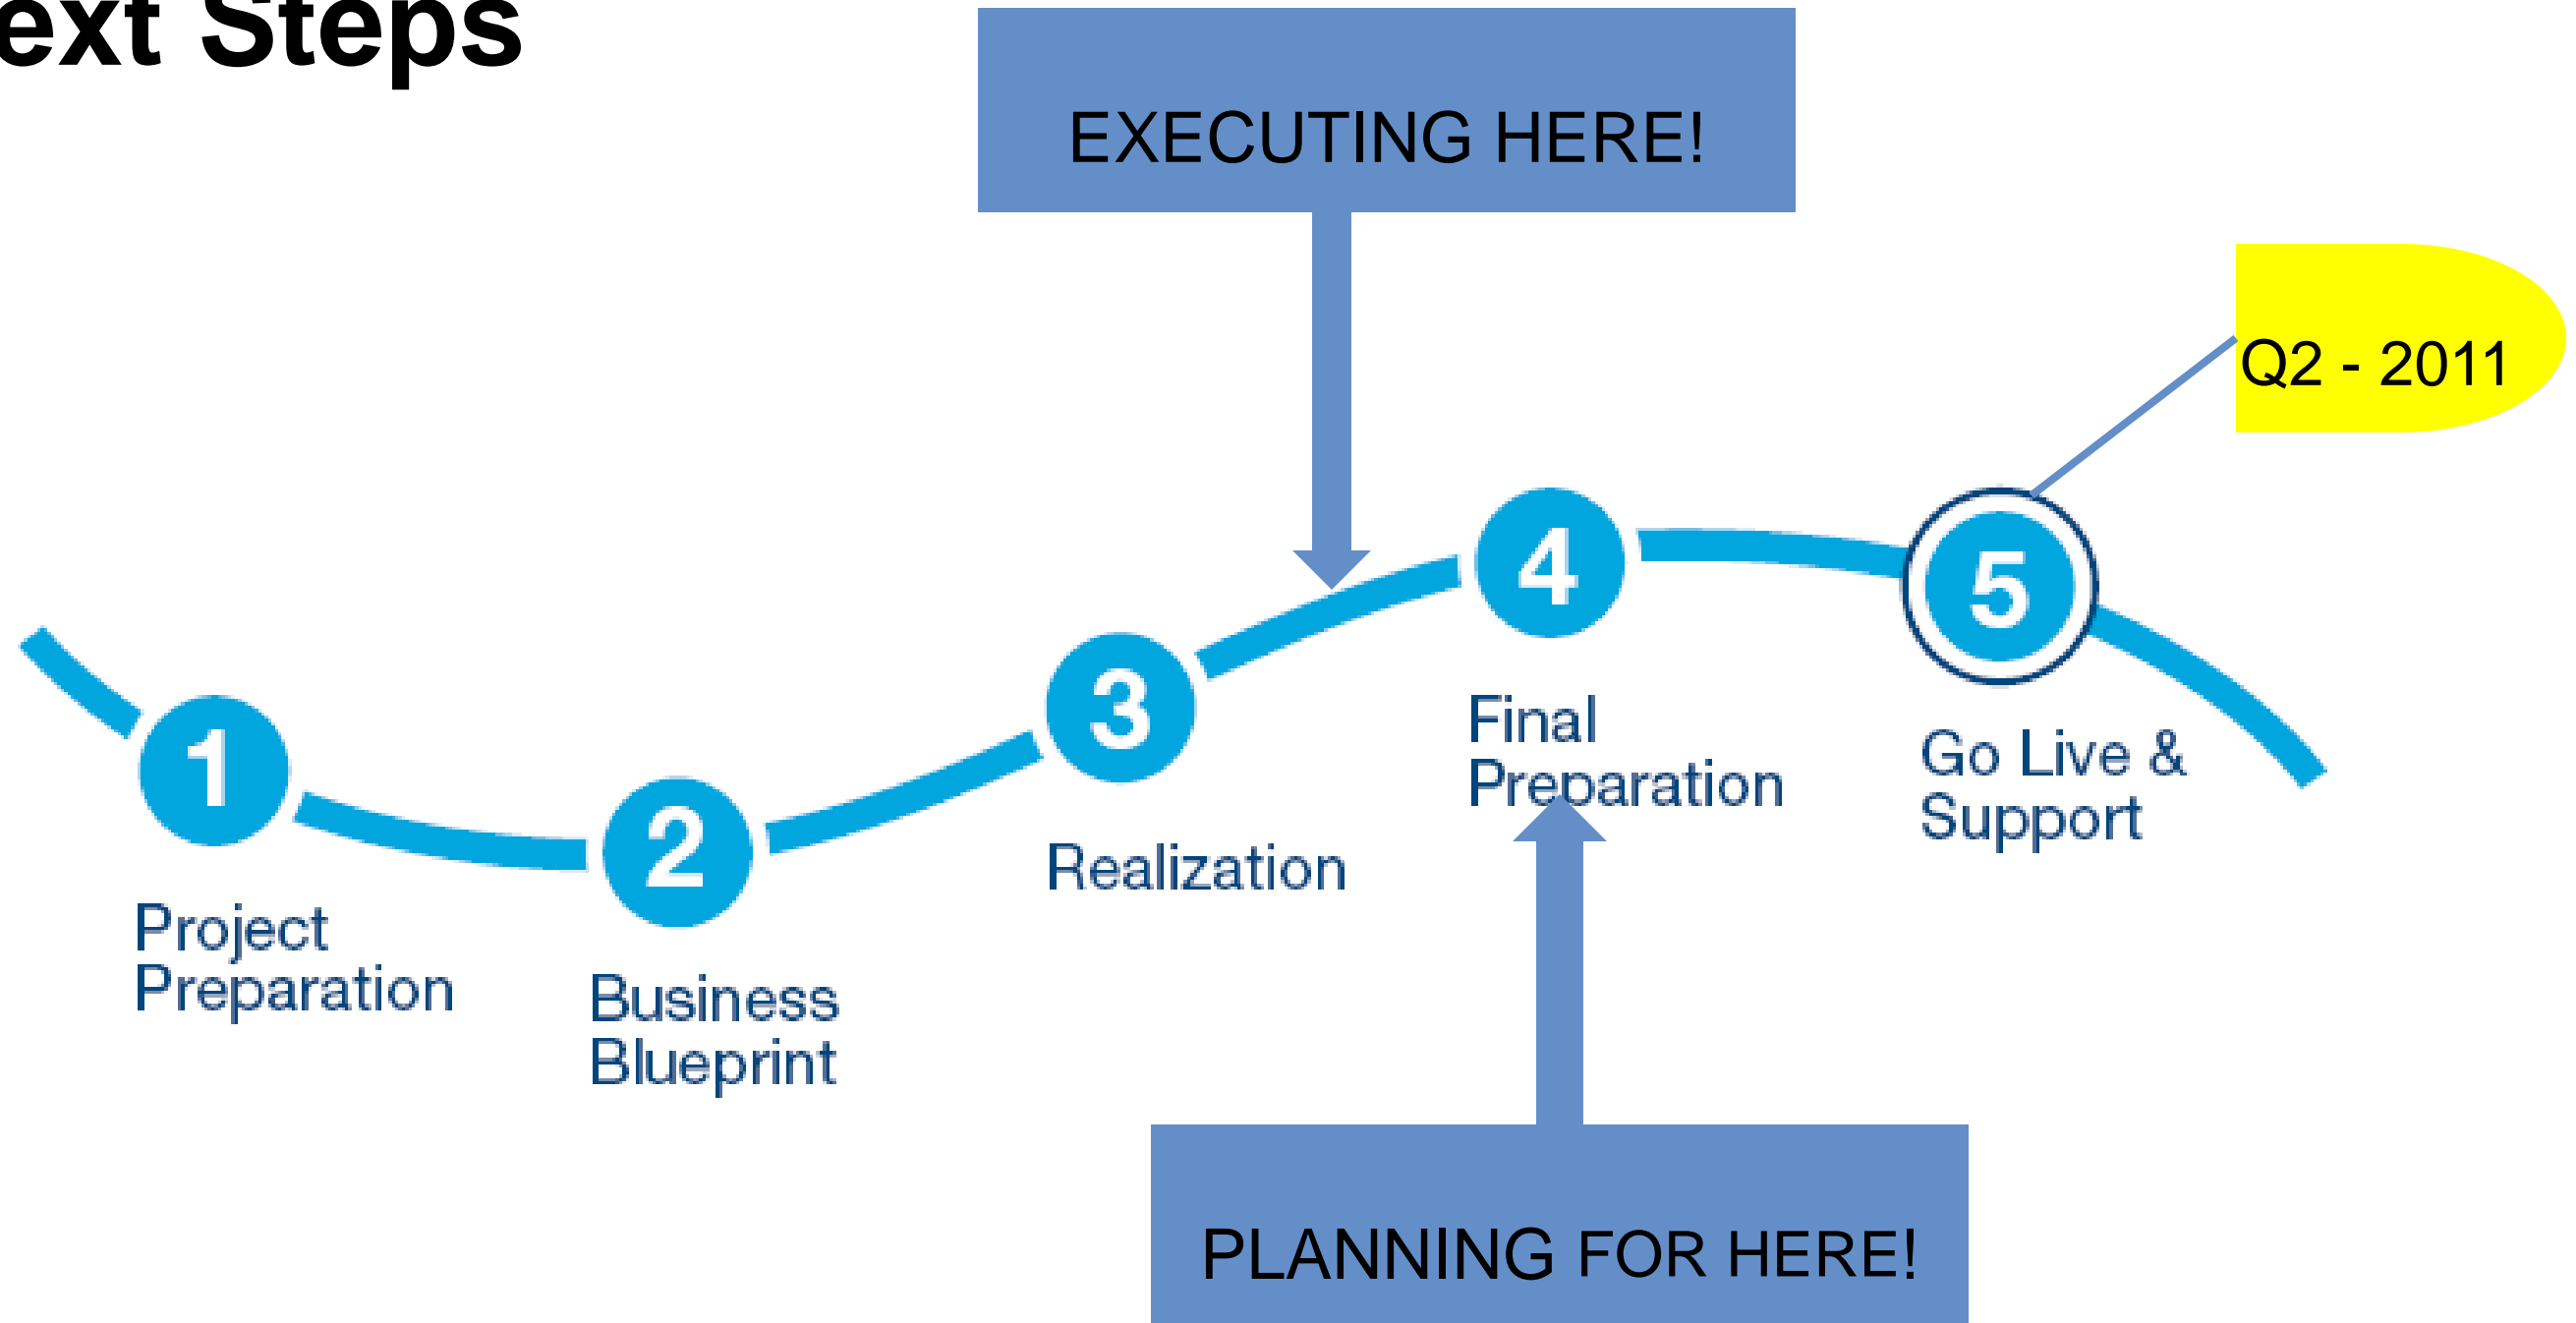 ext Steps
EXECUTING HERE!
Q2 - 2011
1
2
3
4
5
Project
Preparation
Business
Blueprint
Realization
Final
Preparation
Go Live &
Support
PLANNING FOR HERE!